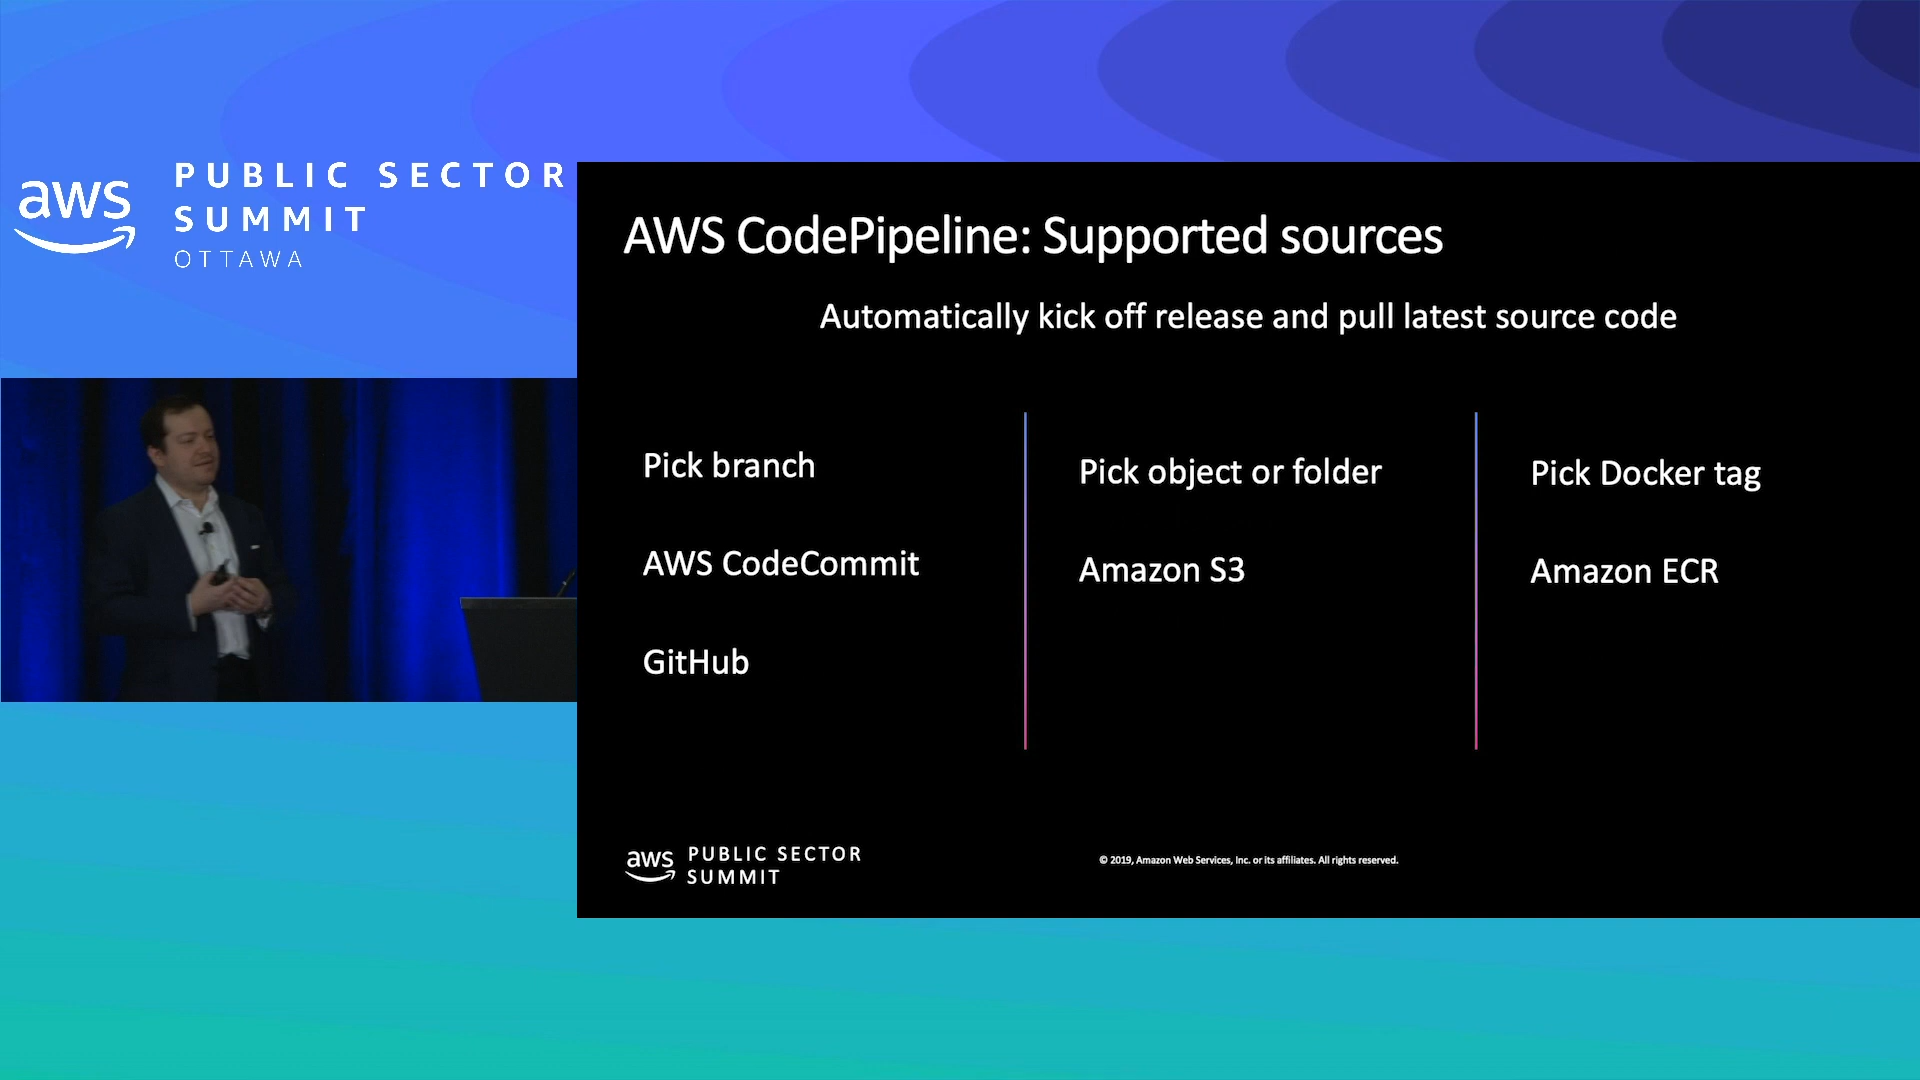 aws
PUBLIC SECTOR
SUMMIT
OTTAWA
AWS CodePipeline: Supported sources
Automatically kick off release and pull latest source code
Pick branch
AWS CodeCommit
GitHub
Pick object or folder
Amazon S3
Pick Docker tag
Amazon ECR
aws
PUBLIC SECTOR
SUMMIT
© 2019, Amazon Web Services, Inc. or its affiliates. All rights reserved.